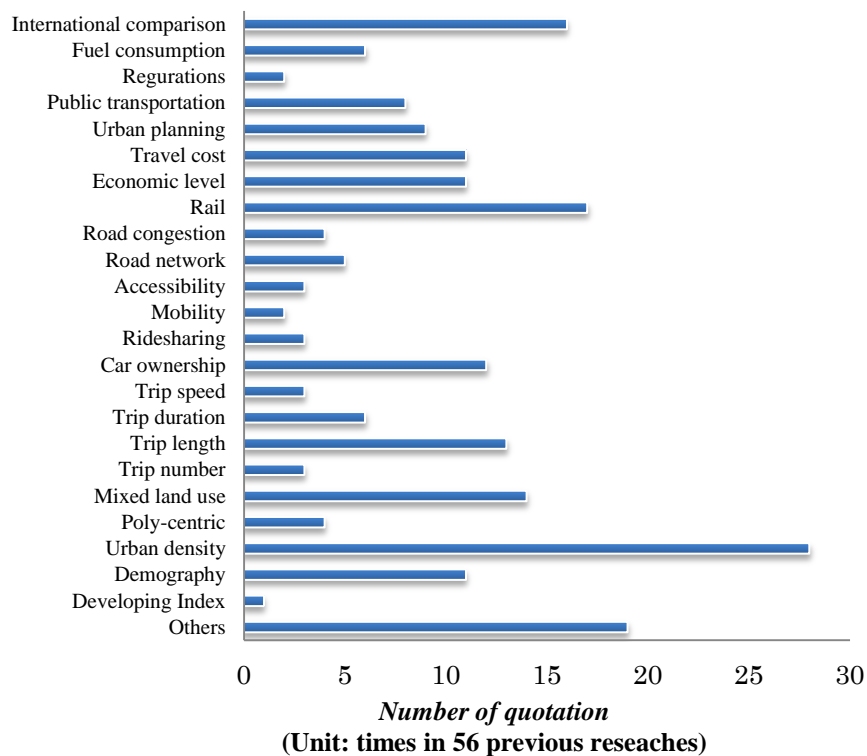 International comparison
Fuel consumption
Regurations
Public transportation
Urban planning
Travel cost
Economic level
Rail
Road congestion
Road network
Accessibility
Mobility
Ridesharing
Car ownership
Trip speed
Trip duration
Trip length
Trip number
Mixed land use
Poly-centric
Urban density
Demography
Developing Index
Others
0 5 10 15 20 25 30
Number of quotation
(Unit: times in 56 previous reseaches)